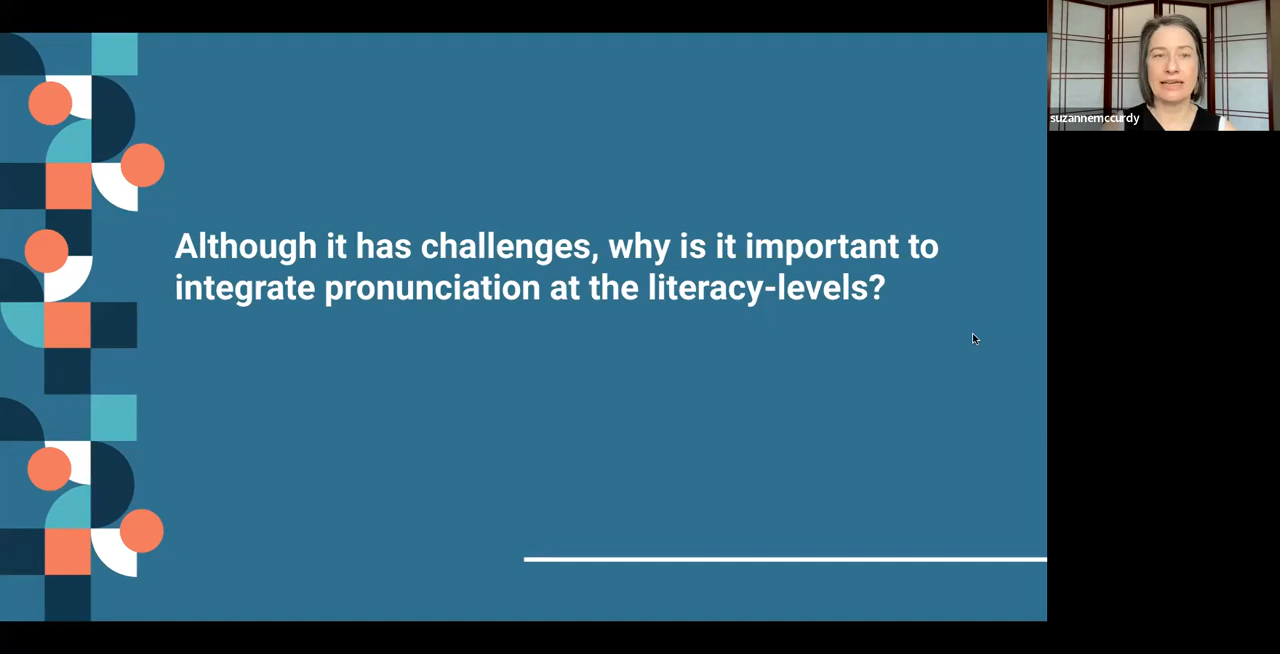 Although it has challenges, why is it important to
integrate pronunciation at the literacy-levels?
suzannemccurdy